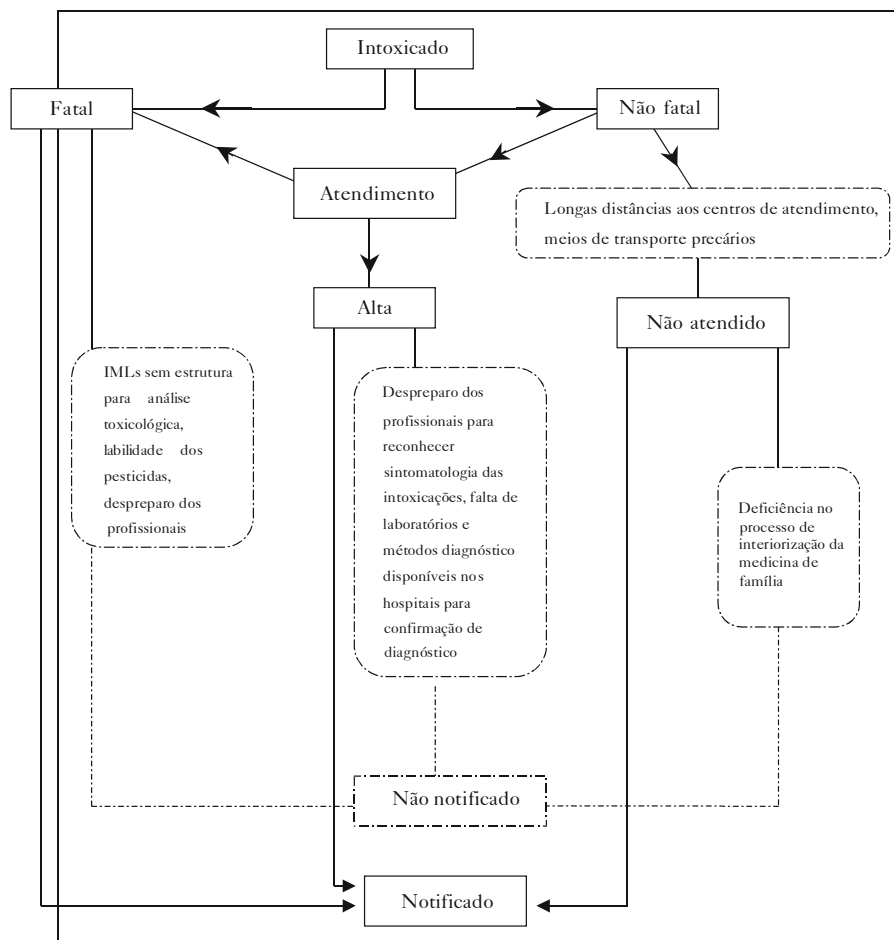 Intoxicado
Fatal
Não fatal
Atendimento
Longas distâncias aos centros de atendimento,
meios de transporte precários
Alta
Não atendido
IMLs sem estrutura
para análise
toxicológica,
labilidade dos
pesticidas,
despreparo dos
profissionais
Despreparo dos
profissionais para
reconhecer
sintomatologia das
intoxicações, falta de
laboratórios e
métodos diagnóstico
disponíveis nos
hospitais para
confirmação de
diagnóstico
Deficiência no
processo de
interiorização da
medicina de
família
Não notificado
Notificado